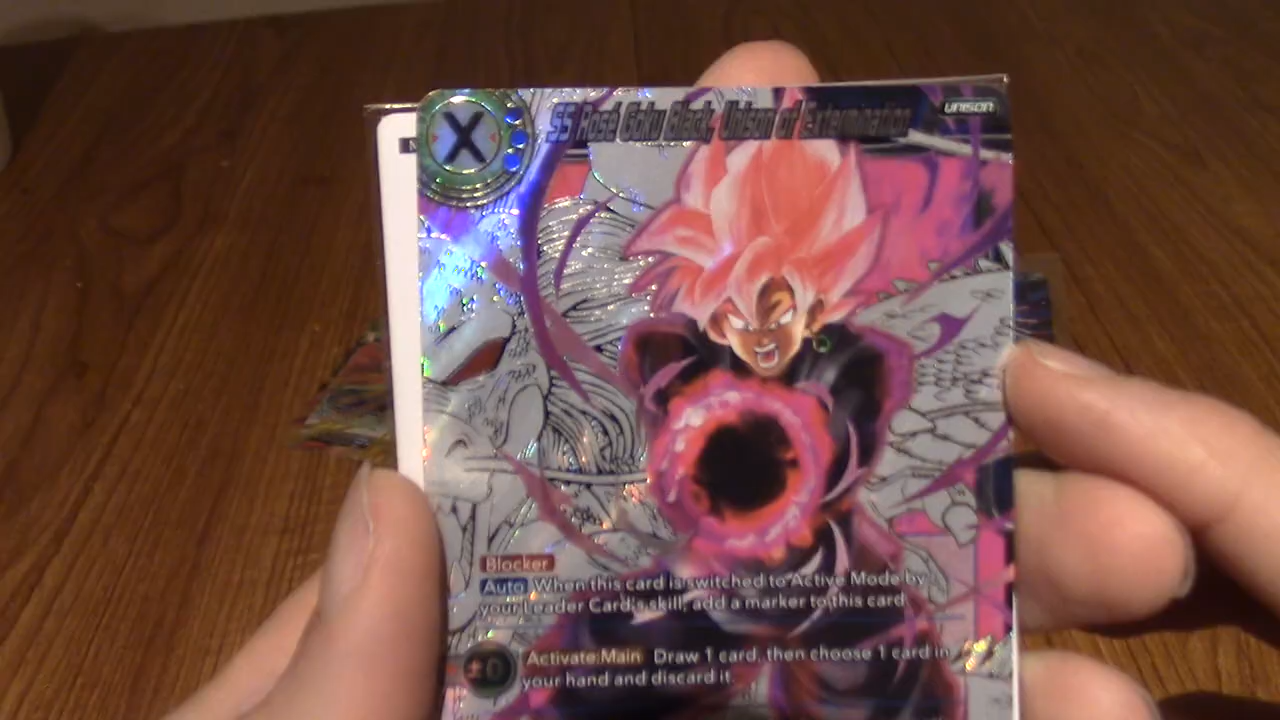 X
SS Rosé Goku Black, Unison of Extermination
UNISON
Blocker
Auto When this card is switched to Active Mode by
your Leader Card's skill, add a marker to this card.
±0
Activate:Main Draw 1 card, then choose 1 card in
your hand and discard it.